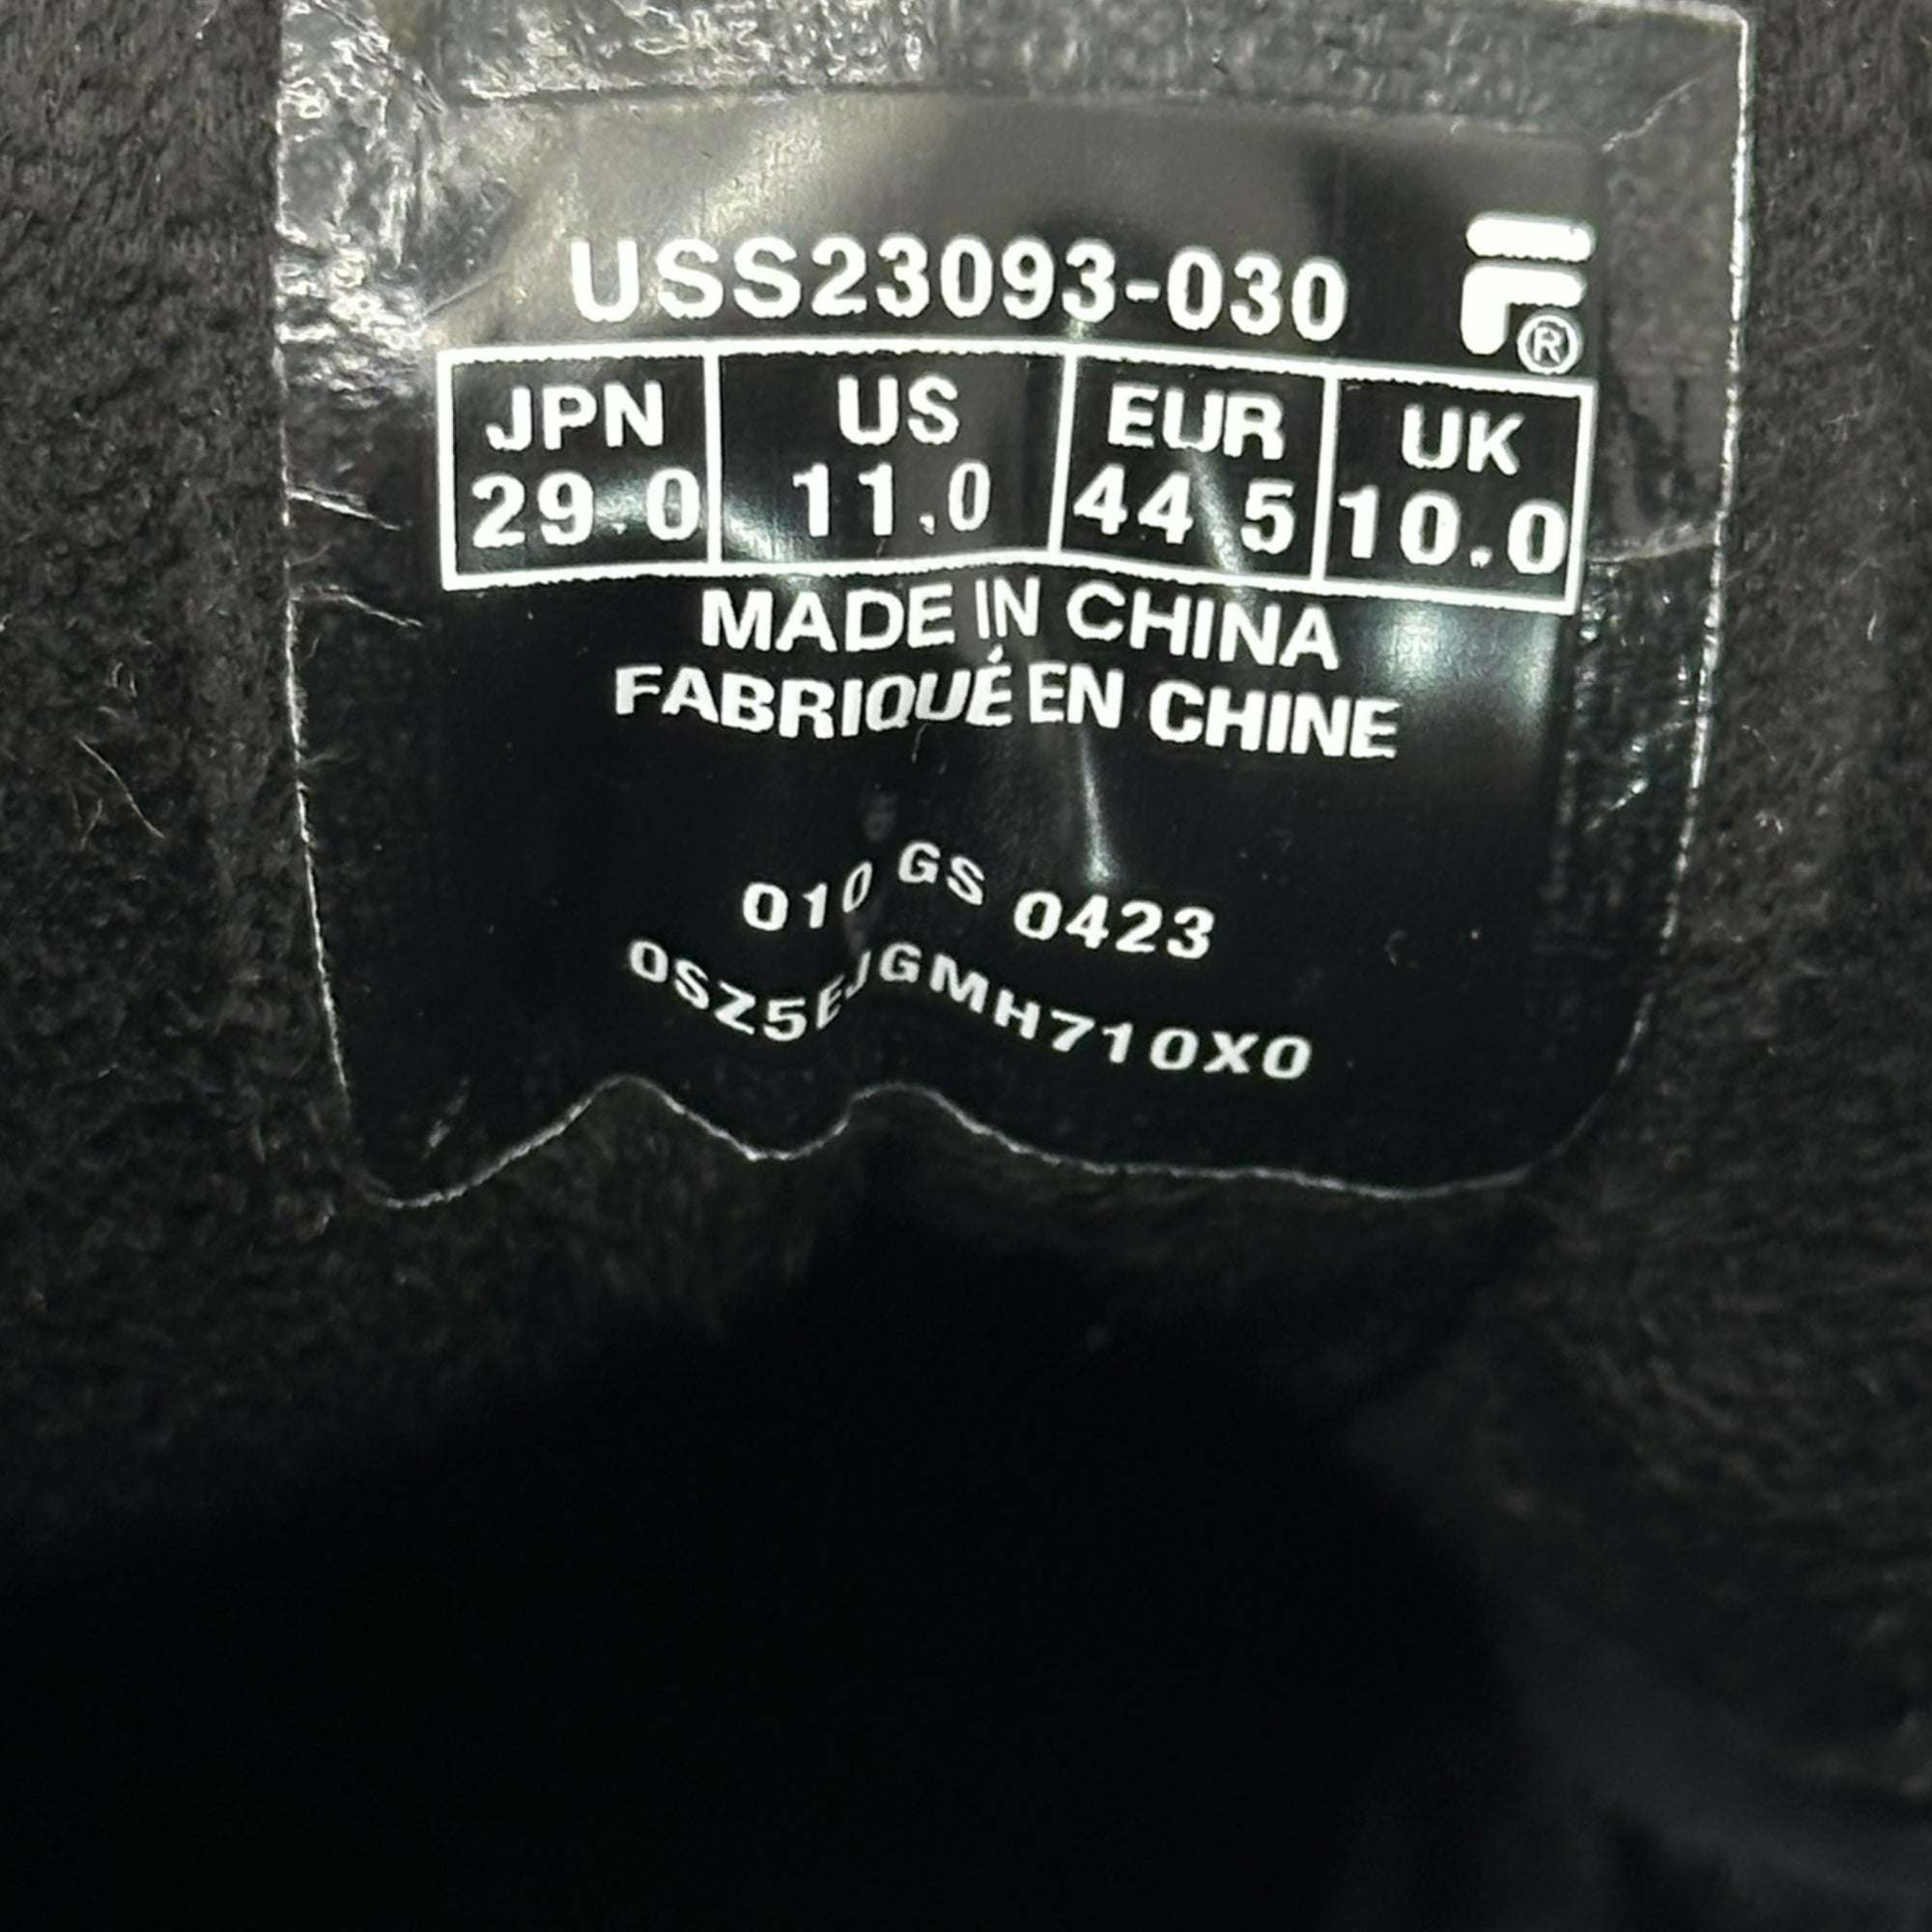 USS23093-030
®
JPN US EUR UK
29.0 11.0 44.5 10.0
MADE IN CHINA
FABRIQUÉ EN CHINE
010 GS 0423
0SZ5EJGMH710X0